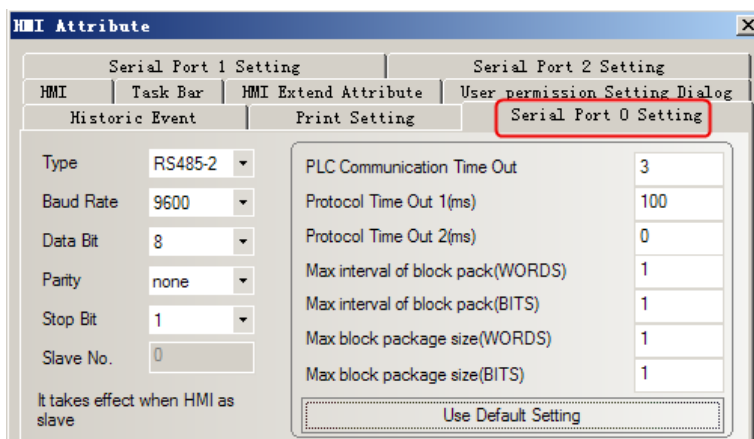 HMI Attribute
Serial Port 1 Setting
Serial Port 2 Setting
HMI
Task Bar
HMI Extend Attribute
User permission Setting Dialog
Historic Event
Print Setting
Serial Port 0 Setting
Type
RS485-2
Baud Rate
9600
Data Bit
8
Parity
none
Stop Bit
1
Slave No.
0
It takes effect when HMI as
slave
PLC Communication Time Out
3
Protocol Time Out 1(ms)
100
Protocol Time Out 2(ms)
0
Max interval of block pack(WORDS)
1
Max interval of block pack(BITS)
1
Max block package size(WORDS)
1
Max block package size(BITS)
1
Use Default Setting